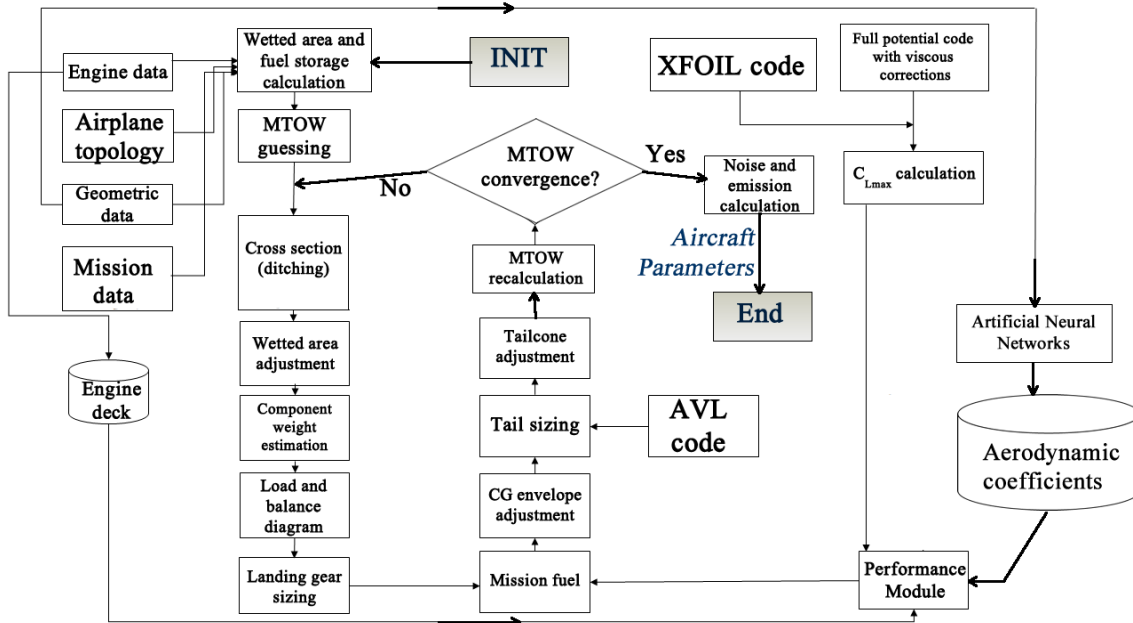 Wetted area and
fuel storage
calculation
INIT
XFOIL code
Full potential code
with viscous
corrections
Engine data
Airplane
topology
MTOW
guessing
MTOW
convergence?
Yes
No
Noise and
emission
calculation
CLmax calculation
Geometric
data
Mission
data
Cross section
(ditching)
MTOW
recalculation
Aircraft
Parameters
End
Artificial Neural
Networks
Wetted area
adjustment
Tailcone
adjustment
Engine
deck
Component
weight
estimation
Tail sizing
AVL
code
Aerodynamic
coefficients
Load and
balance
diagram
CG envelope
adjustment
Landing gear
sizing
Mission fuel
Performance
Module